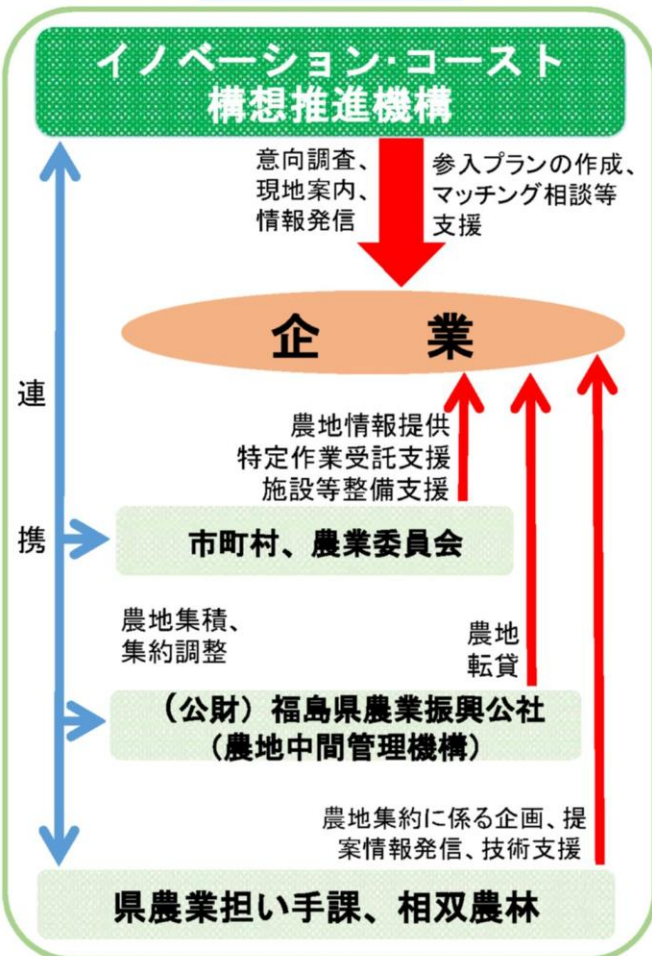 イノベーション・コースト
構想推進機構
意向調査、
現地案内、
情報発信
参入プランの作成、
マッチング相談等
支援
企　業
連
携
農地情報提供
特定作業受託支援
施設等整備支援
市町村、農業委員会
農地集積、
集約調整
農地
転貸
（公財）福島県農業振興公社
（農地中間管理機構）
農地集約に係る企画、提
案情報発信、技術支援
県農業担い手課、相双農林